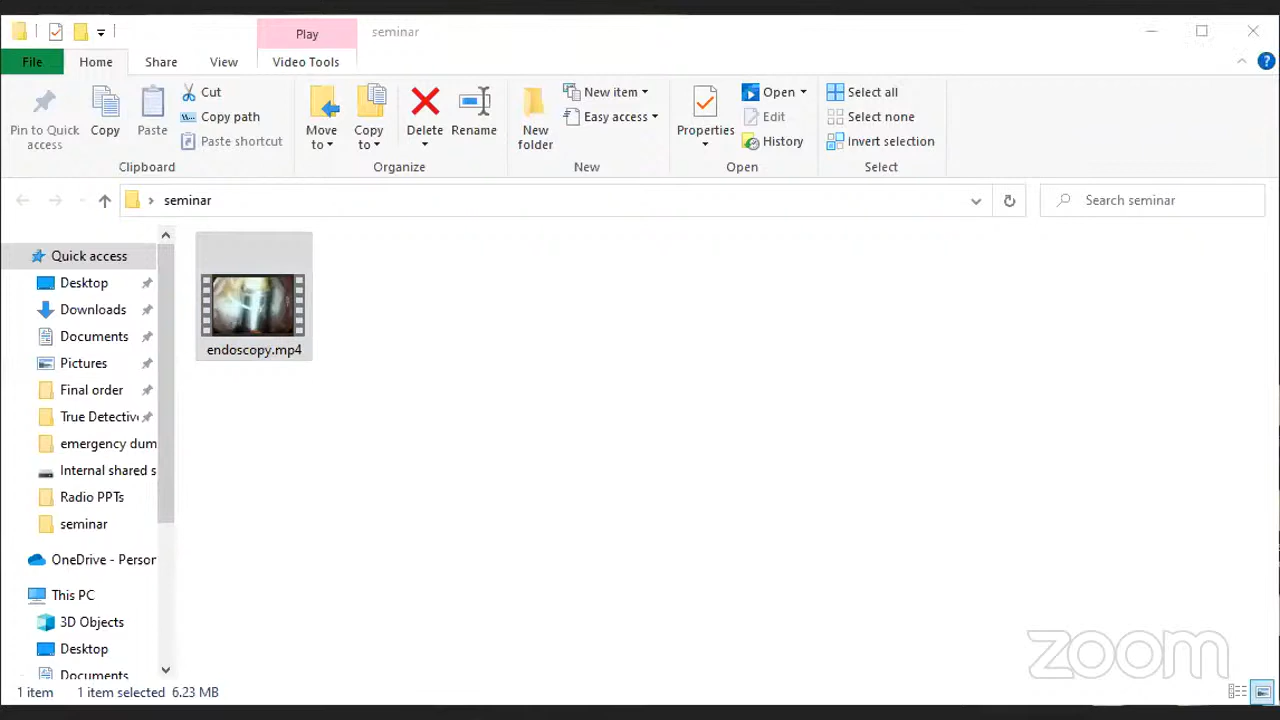 Play
seminar
File
Home
Share
View
Video Tools
Pin to Quick access
Copy
Paste
Cut
Copy path
Paste shortcut
Clipboard
Move to
Copy to
Delete
Rename
Organize
New folder
New item
Easy access
New
Properties
Open
Edit
History
Open
Select all
Select none
Invert selection
Select
seminar
Search seminar
Quick access
Desktop
Downloads
Documents
Pictures
Final order
True Detectiv
emergency dum
Internal shared s
Radio PPTs
seminar
OneDrive - Person
This PC
3D Objects
Desktop
Documents
endoscopy.mp4
zoom
1 item
1 item selected
6.23 MB